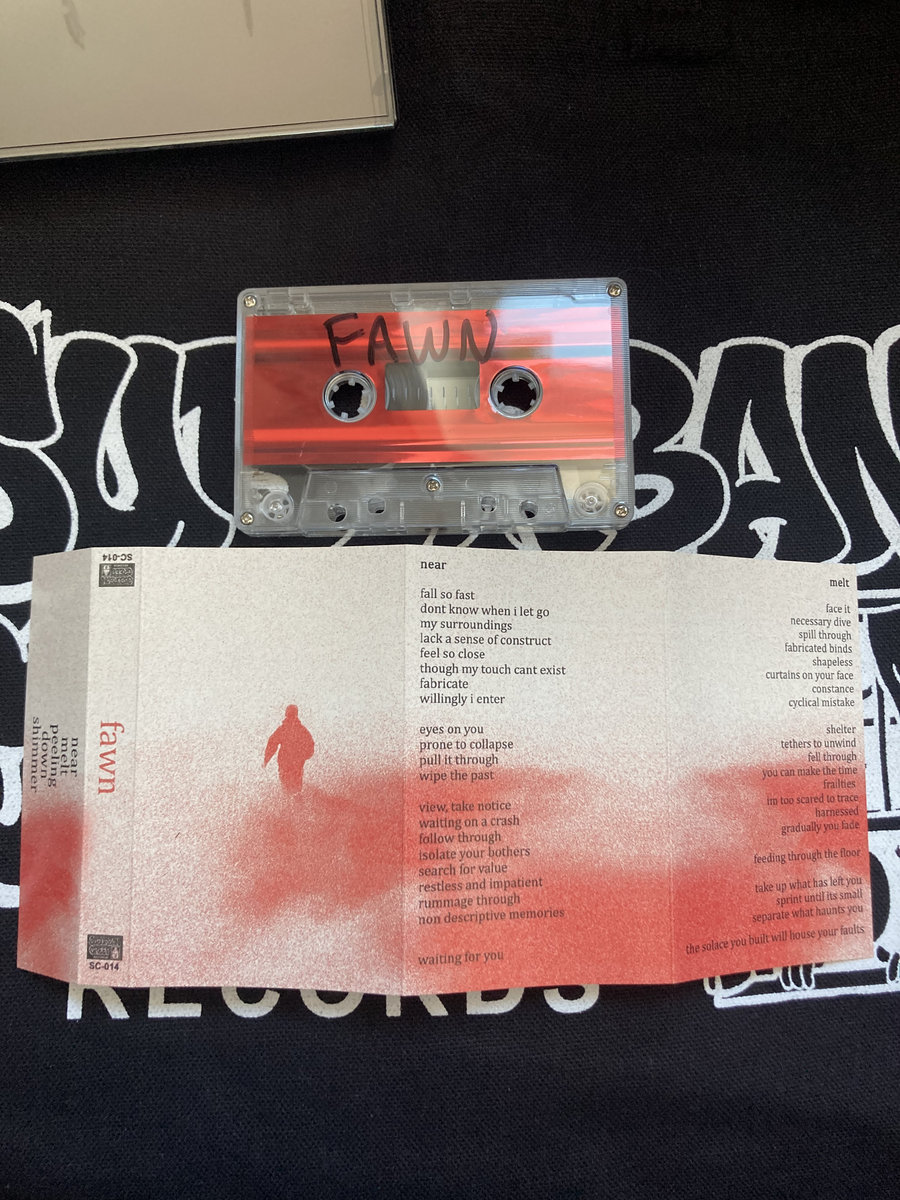 FAWN
SUBURBAN
RECORDS
SC-014
near
melt
peeling
down
shimmer
fawn
SC-014
near
fall so fast
dont know when i let go
my surroundings
lack a sense of construct
feel so close
though my touch cant exist
fabricate
willingly i enter
eyes on you
prone to collapse
pull it through
wipe the past
view, take notice
waiting on a crash
follow through
isolate your bothers
search for value
restless and impatient
rummage through
non descriptive memories
waiting for you
melt
face it
necessary dive
spill through
fabricated binds
shapeless
curtains on your face
constance
cyclical mistake
shelter
tethers to unwind
fell through
you can make the time
frailties
im too scared to trace
harnessed
gradually you fade
feeding through the floor
take up what has left you
sprint until its small
separate what haunts you
the solace you built will house your faults